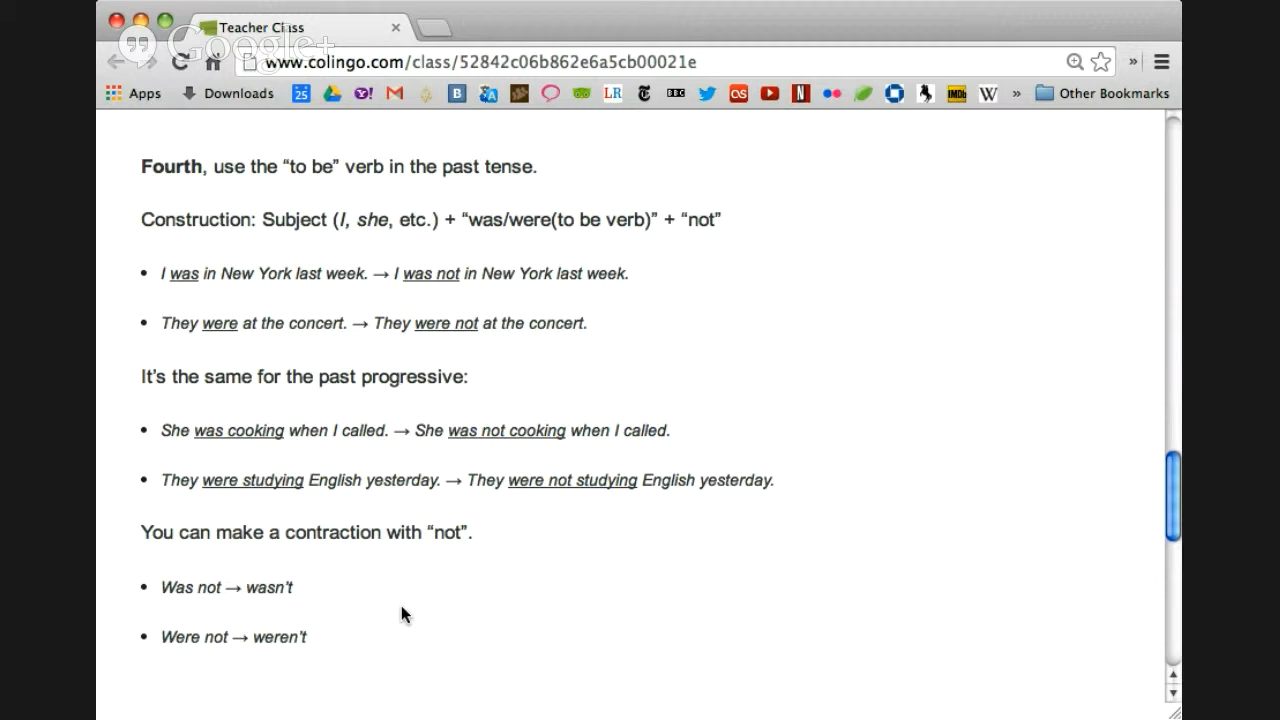 Teacher Class
Google+
www.colingo.com/class/52842c06b862e6a5cb00021e
Apps Downloads 25 Y! B LR T BBC N IMDb W » Other Bookmarks
Fourth, use the “to be” verb in the past tense.
Construction: Subject (I, she, etc.) + “was/were(to be verb)” + “not”
• I was in New York last week. → I was not in New York last week.
• They were at the concert. → They were not at the concert.
It’s the same for the past progressive:
• She was cooking when I called. → She was not cooking when I called.
• They were studying English yesterday. → They were not studying English yesterday.
You can make a contraction with “not”.
• Was not → wasn’t
• Were not → weren’t